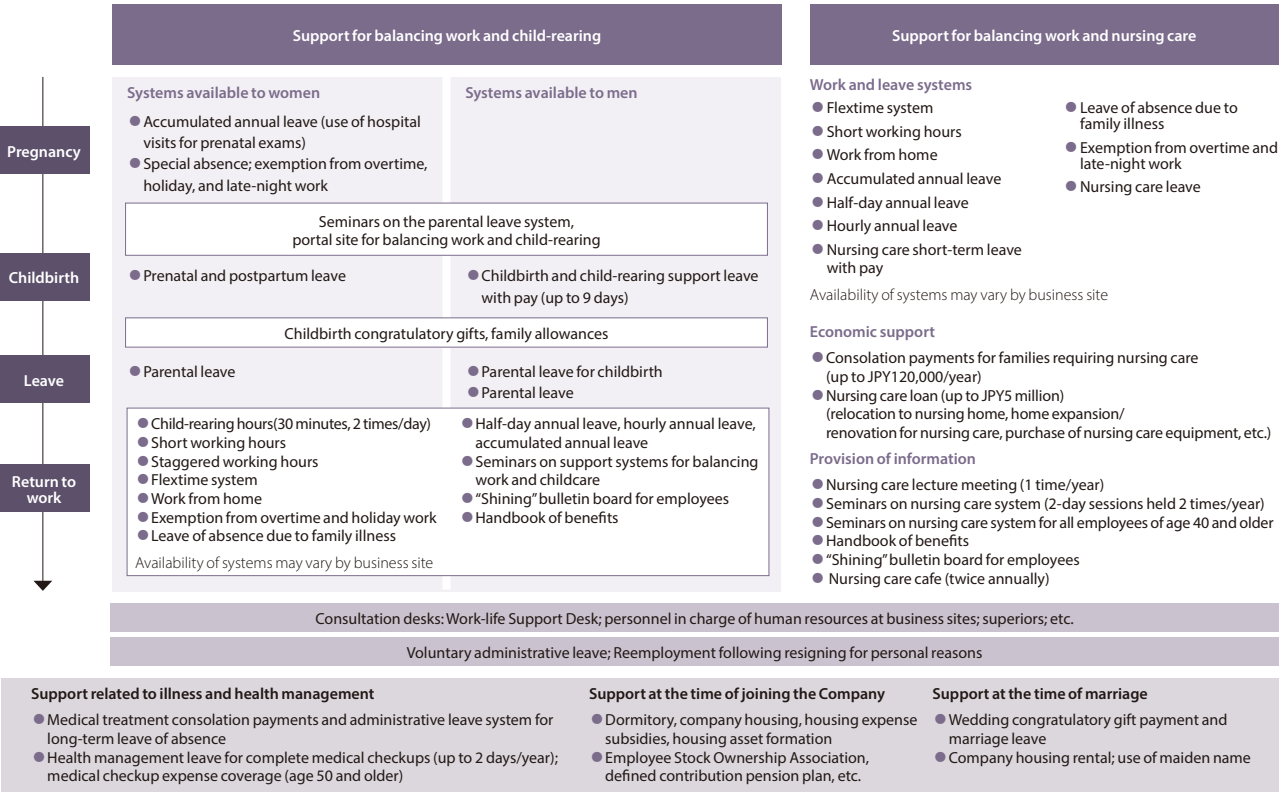 Support for balancing work and child-rearing
Support for balancing work and nursing care
Pregnancy
Childbirth
Leave
Return to
work
Systems available to women
● Accumulated annual leave (use of hospital
visits for prenatal exams)
● Special absence; exemption from overtime,
holiday, and late-night work
Systems available to men
Seminars on the parental leave system,
portal site for balancing work and child-rearing
● Prenatal and postpartum leave
● Childbirth and child-rearing support leave
with pay (up to 9 days)
Childbirth congratulatory gifts, family allowances
● Parental leave
● Parental leave for childbirth
● Parental leave
● Child-rearing hours(30 minutes, 2 times/day)
● Short working hours
● Staggered working hours
● Flextime system
● Work from home
● Exemption from overtime and holiday work
● Leave of absence due to family illness
● Half-day annual leave, hourly annual leave,
accumulated annual leave
● Seminars on support systems for balancing
work and childcare
● “Shining” bulletin board for employees
● Handbook of benefits
Availability of systems may vary by business site
Work and leave systems
● Flextime system
● Short working hours
● Work from home
● Accumulated annual leave
● Half-day annual leave
● Hourly annual leave
● Nursing care short-term leave
with pay
● Leave of absence due to
family illness
● Exemption from overtime and
late-night work
● Nursing care leave
Availability of systems may vary by business site
Economic support
● Consolation payments for families requiring nursing care
(up to JPY120,000/year)
● Nursing care loan (up to JPY5 million)
(relocation to nursing home, home expansion/
renovation for nursing care, purchase of nursing care equipment, etc.)
Provision of information
● Nursing care lecture meeting (1 time/year)
● Seminars on nursing care system (2-day sessions held 2 times/year)
● Seminars on nursing care system for all employees of age 40 and older
● Handbook of benefits
● “Shining” bulletin board for employees
● Nursing care cafe (twice annually)
Consultation desks: Work-life Support Desk; personnel in charge of human resources at business sites; superiors; etc.
Voluntary administrative leave; Reemployment following resigning for personal reasons
Support related to illness and health management
● Medical treatment consolation payments and administrative leave system for
long-term leave of absence
● Health management leave for complete medical checkups (up to 2 days/year);
medical checkup expense coverage (age 50 and older)
Support at the time of joining the Company
● Dormitory, company housing, housing expense
subsidies, housing asset formation
● Employee Stock Ownership Association,
defined contribution pension plan, etc.
Support at the time of marriage
● Wedding congratulatory gift payment and
marriage leave
● Company housing rental; use of maiden name